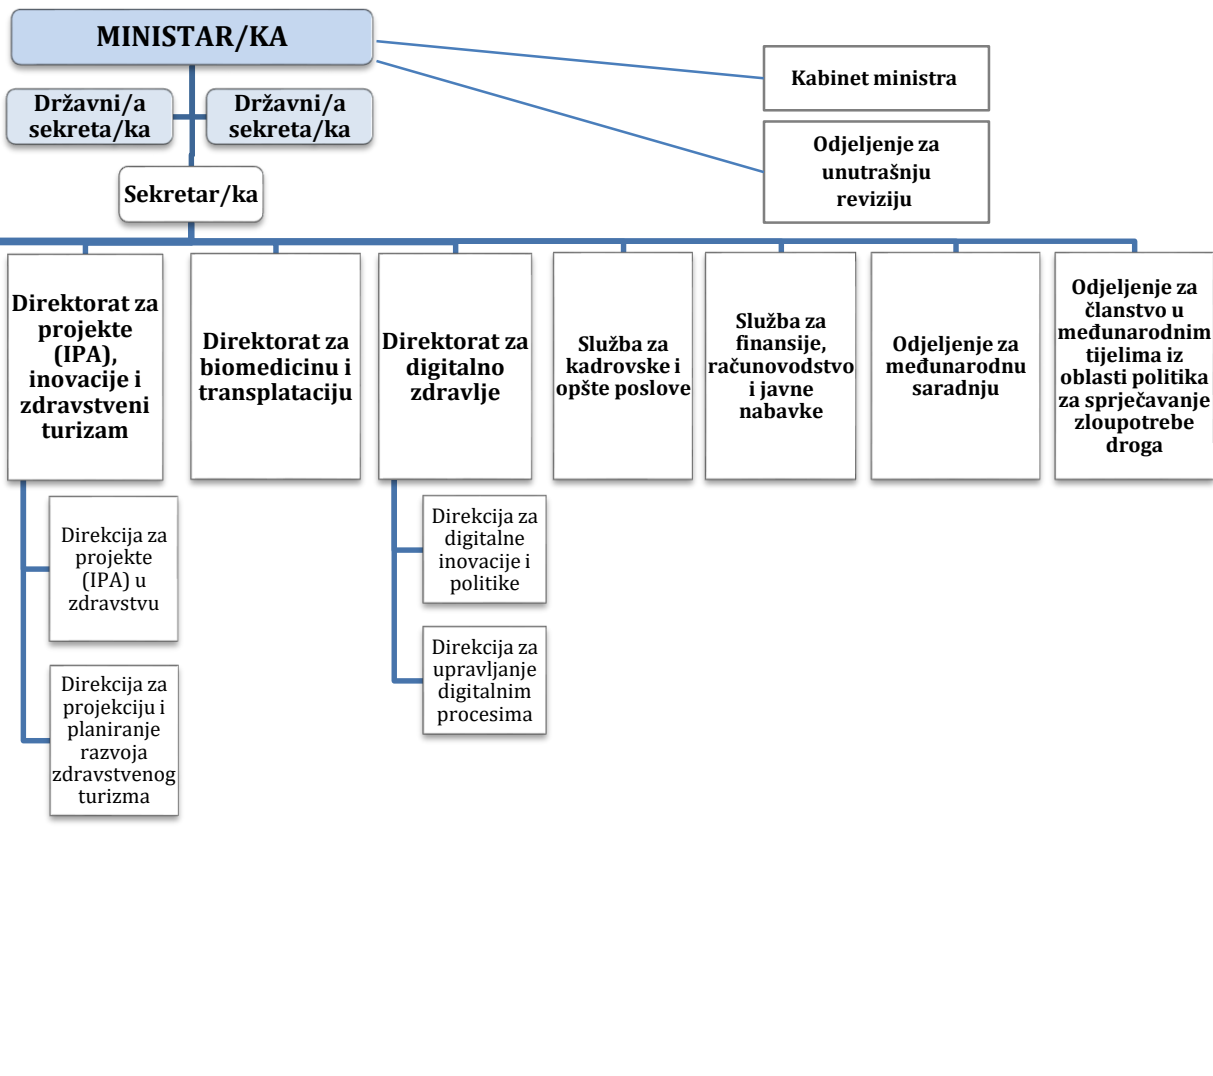 MINISTAR/KA
Kabinet ministra
Državni/a
sekreta/ka
Državni/a
sekreta/ka
Odjeljenje za
unutrašnju
reviziju
Sekretar/ka
Direktorat za
projekte
(IPA),
inovacije i
zdravstveni
turizam
Direktorat za
biomedicinu i
transplataciju
Direktorat za
digitalno
zdravlje
Služba za
kadrovske i
opšte poslove
Služba za
finansije,
računovodstvo
i javne
nabavke
Odjeljenje za
međunarodnu
saradnju
Odjeljenje za
članstvo u
međunarodnim
tijelima iz
oblasti politika
za sprječavanje
zloupotrebe
droga
Direkcija za
projekte
(IPA) u
zdravstvu
Direkcija za
projekciju i
planiranje
razvoja
zdravstvenog
turizma
Direkcija za
digitalne
inovacije i
politike
Direkcija za
upravljanje
digitalnim
procesima